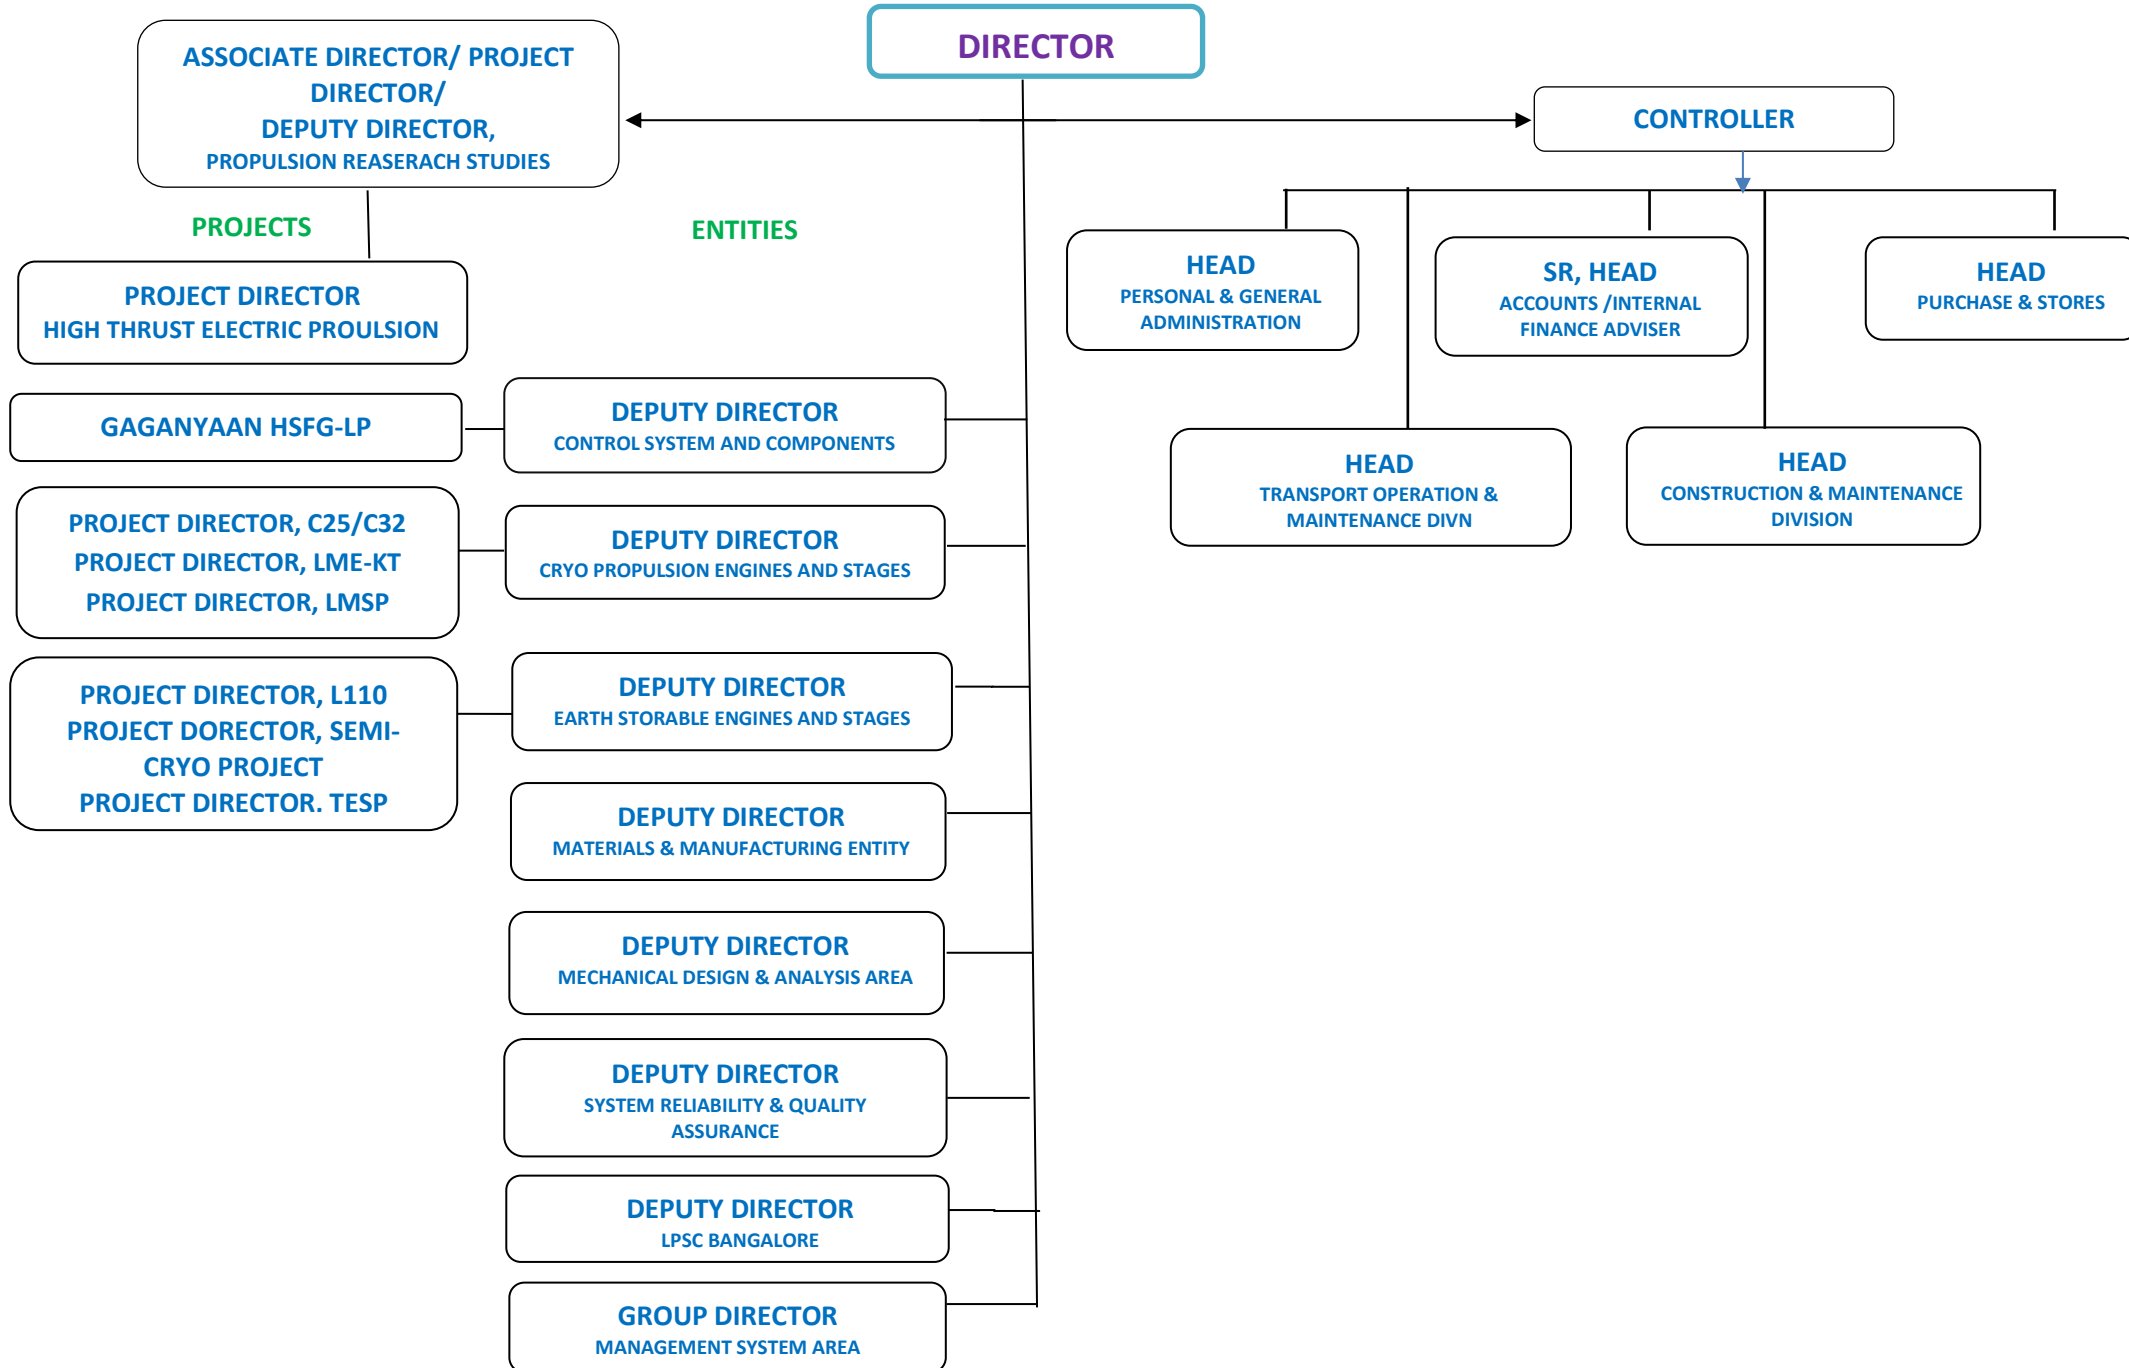 DIRECTOR
ASSOCIATE DIRECTOR/ PROJECT
DIRECTOR/
DEPUTY DIRECTOR,
PROPULSION REASERACH STUDIES
CONTROLLER
PROJECTS
ENTITIES
HEAD
PERSONAL & GENERAL
ADMINISTRATION
SR, HEAD
ACCOUNTS /INTERNAL
FINANCE ADVISER
HEAD
PURCHASE & STORES
PROJECT DIRECTOR
HIGH THRUST ELECTRIC PROULSION
GAGANYAAN HSFG-LP
DEPUTY DIRECTOR
CONTROL SYSTEM AND COMPONENTS
HEAD
TRANSPORT OPERATION &
MAINTENANCE DIVN
HEAD
CONSTRUCTION & MAINTENANCE
DIVISION
PROJECT DIRECTOR, C25/C32
PROJECT DIRECTOR, LME-KT
PROJECT DIRECTOR, LMSP
DEPUTY DIRECTOR
CRYO PROPULSION ENGINES AND STAGES
PROJECT DIRECTOR, L110
PROJECT DORECTOR, SEMI-
CRYO PROJECT
PROJECT DIRECTOR. TESP
DEPUTY DIRECTOR
EARTH STORABLE ENGINES AND STAGES
DEPUTY DIRECTOR
MATERIALS & MANUFACTURING ENTITY
DEPUTY DIRECTOR
MECHANICAL DESIGN & ANALYSIS AREA
DEPUTY DIRECTOR
SYSTEM RELIABILITY & QUALITY
ASSURANCE
DEPUTY DIRECTOR
LPSC BANGALORE
GROUP DIRECTOR
MANAGEMENT SYSTEM AREA